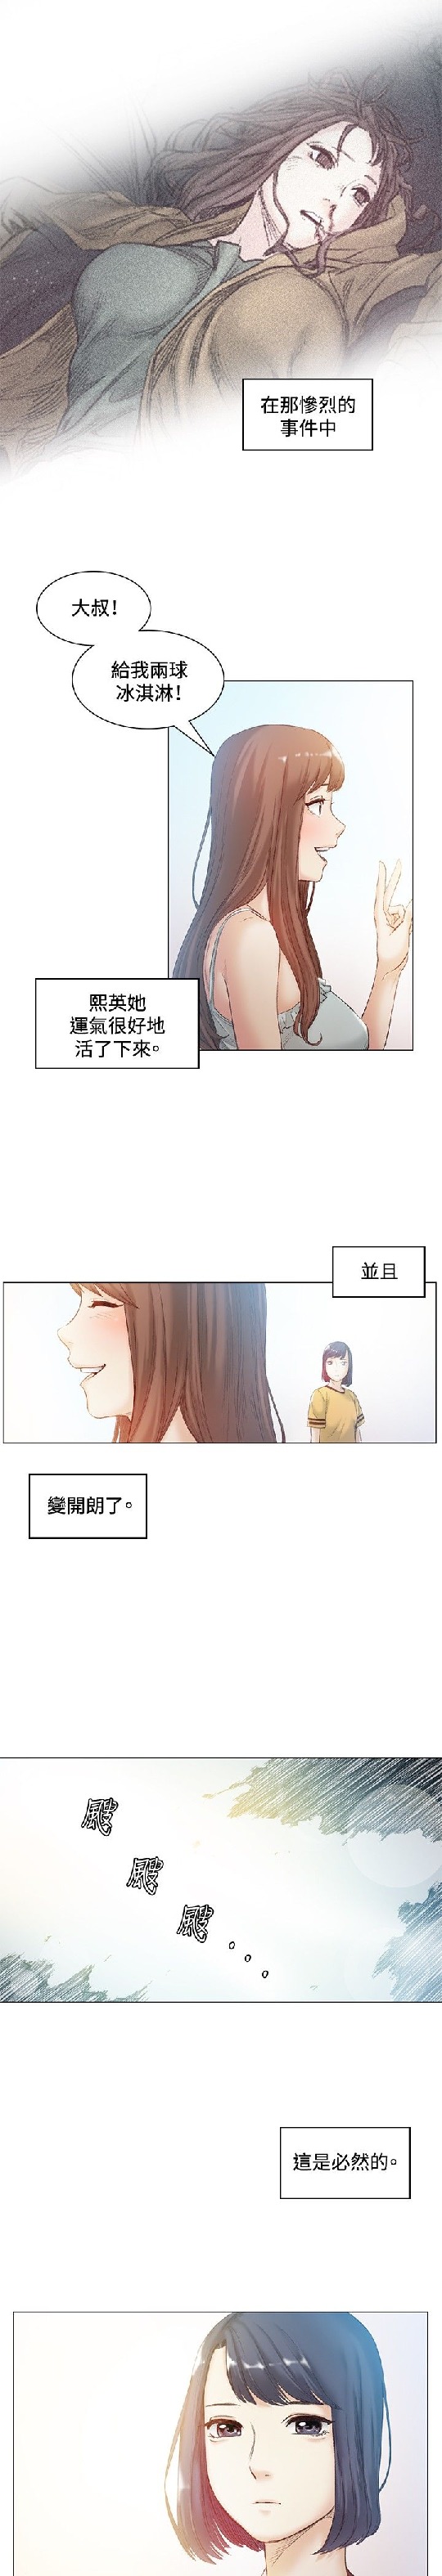 在那慘烈的
事件中
大叔！
給我兩球
冰淇淋！
熙英她
運氣很好地
活了下來。
並且
變開朗了。
颼
颼
颼...
這是必然的。